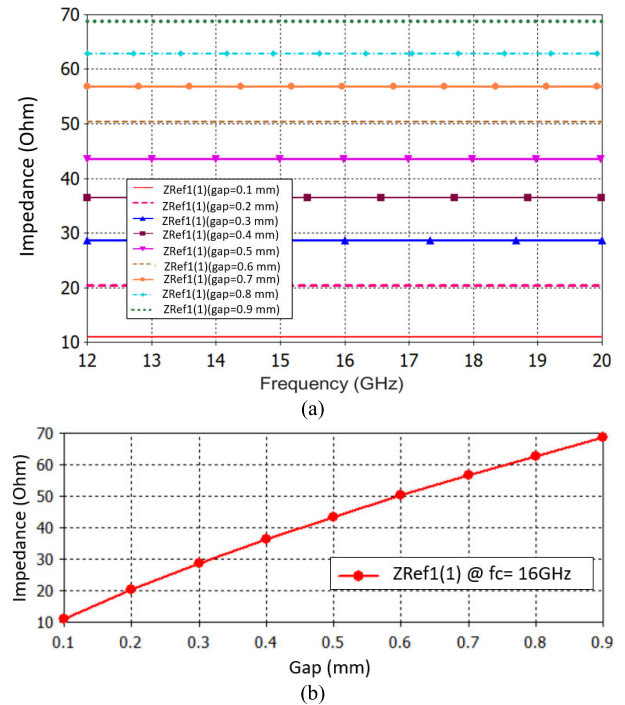 70
60
50
40
30
20
10
Impedance (Ohm)
ZRef1(1)(gap=0.1 mm)
ZRef1(1)(gap=0.2 mm)
ZRef1(1)(gap=0.3 mm)
ZRef1(1)(gap=0.4 mm)
ZRef1(1)(gap=0.5 mm)
ZRef1(1)(gap=0.6 mm)
ZRef1(1)(gap=0.7 mm)
ZRef1(1)(gap=0.8 mm)
ZRef1(1)(gap=0.9 mm)
12 13 14 15 16 17 18 19 20
Frequency (GHz)
(a)
70
60
50
40
30
20
10
Impedance (Ohm)
ZRef1(1) @ fc= 16GHz
0.1 0.2 0.3 0.4 0.5 0.6 0.7 0.8 0.9
Gap (mm)
(b)